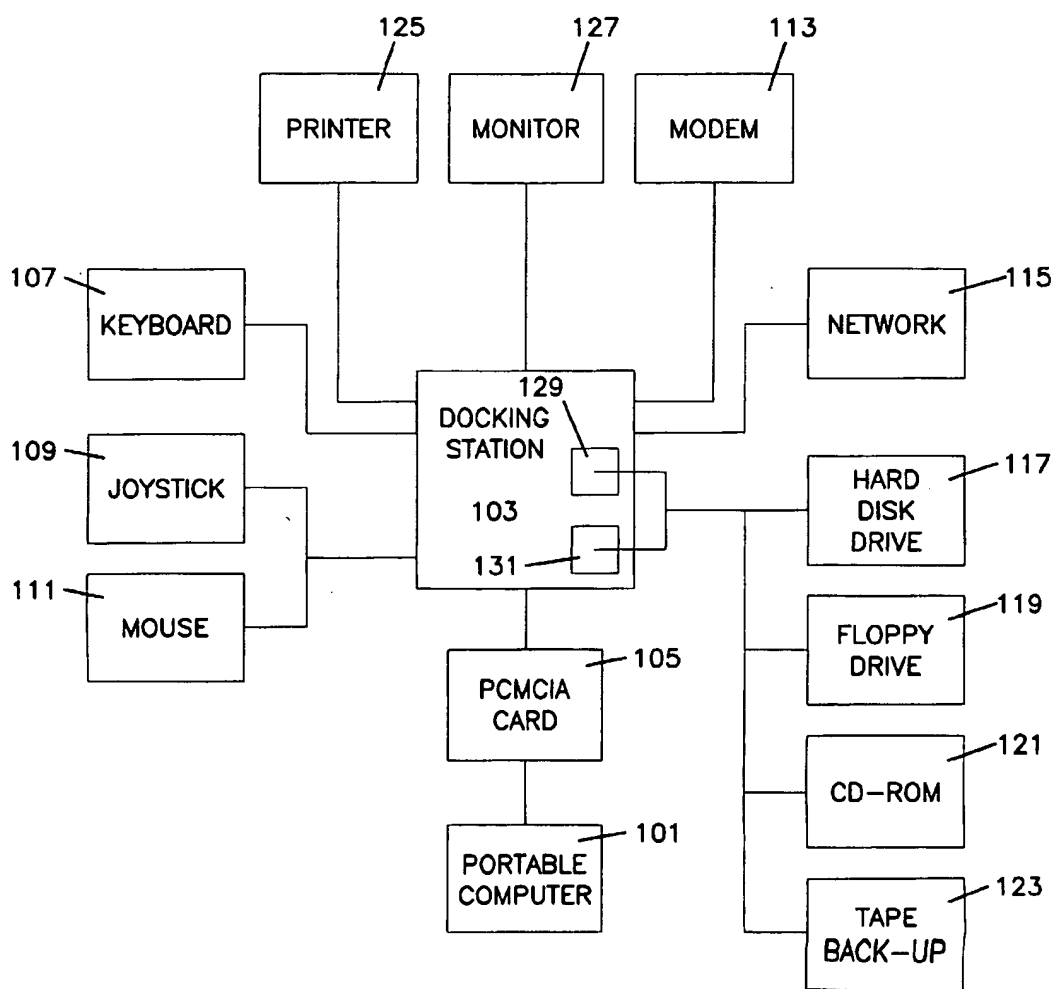 125
127
113
PRINTER
MONITOR
MODEM
107
115
KEYBOARD
NETWORK
129
DOCKING
STATION
109
117
JOYSTICK
HARD
DISK
DRIVE
103
131
111
119
MOUSE
FLOPPY
DRIVE
105
PCMCIA
CARD
121
CD-ROM
101
PORTABLE
COMPUTER
123
TAPE
BACK-UP